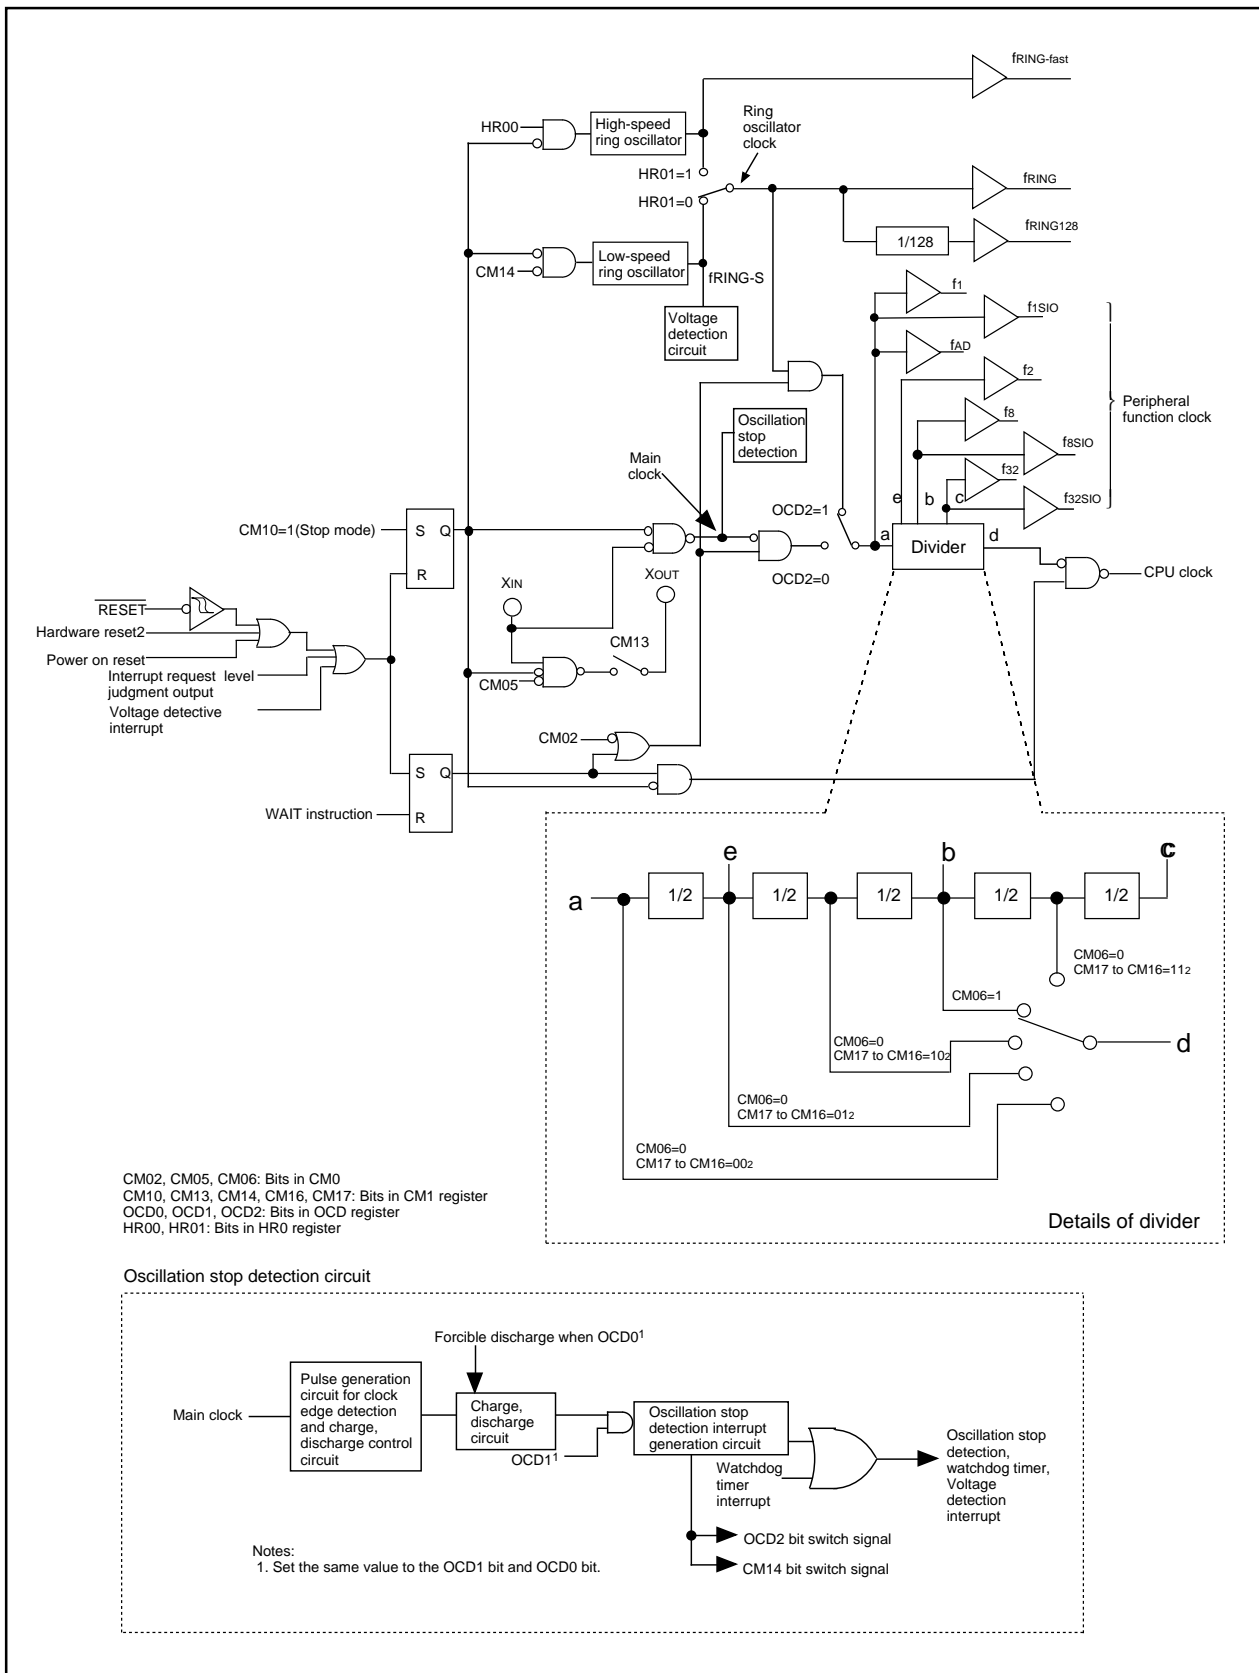 fRING-fast
HR00
High-speed
ring oscillator
Ring
oscillator
clock
HR01=1
HR01=0
fRING
fRING128
1/128
CM14
Low-speed
ring oscillator
fRING-S
Voltage
detection
circuit
f1
f1SIO
fAD
f2
f8
f8SIO
f32
f32SIO
Peripheral
function clock
Oscillation
stop
detection
Main
clock
OCD2=1
OCD2=0
e
b
c
a
Divider
d
CPU clock
CM10=1(Stop mode)
S
Q
R
XIN
XOUT
CM13
CM05
RESET
Hardware reset2
Power on reset
Interrupt request level
judgment output
Voltage detective
interrupt
CM02
S
Q
R
WAIT instruction
e
b
c
a
1/2
1/2
1/2
1/2
1/2
CM06=0
CM17 to CM16=112
CM06=1
CM06=0
CM17 to CM16=102
d
CM06=0
CM17 to CM16=012
CM06=0
CM17 to CM16=002
Details of divider
CM02, CM05, CM06: Bits in CM0
CM10, CM13, CM14, CM16, CM17: Bits in CM1 register
OCD0, OCD1, OCD2: Bits in OCD register
HR00, HR01: Bits in HR0 register
Oscillation stop detection circuit
Forcible discharge when OCD0¹
Main clock
Pulse generation
circuit for clock
edge detection
and charge,
discharge control
circuit
Charge,
discharge
circuit
OCD1¹
Oscillation stop
detection interrupt
generation circuit
Watchdog
timer
interrupt
Oscillation stop
detection,
watchdog timer,
Voltage
detection
interrupt
OCD2 bit switch signal
CM14 bit switch signal
Notes:
1. Set the same value to the OCD1 bit and OCD0 bit.